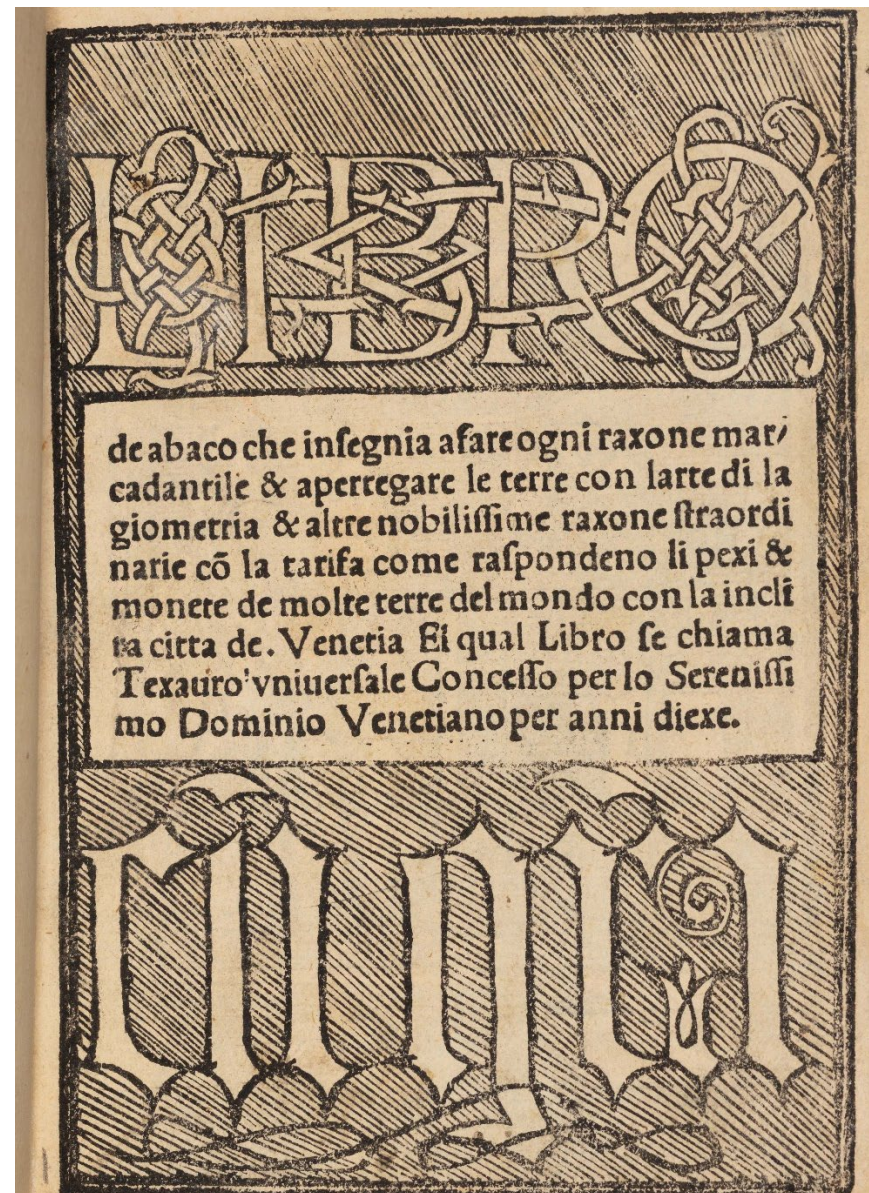 LIBRO
de abaco che inſegnia afare ogni raxone mar/
cadantile & apertegare le terre con larte di la
giometria & altre nobiliſſime raxone ſtraordi
narie cō la tarifa come raſpondeno li pexi &
monete de molte terre del mondo con la inclī
ta citta de. Venetia El qual Libro ſe chiama
Texauro vniuerſale Conceſſo per lo Sereniſſi
mo Dominio Venetiano per anni diexe.